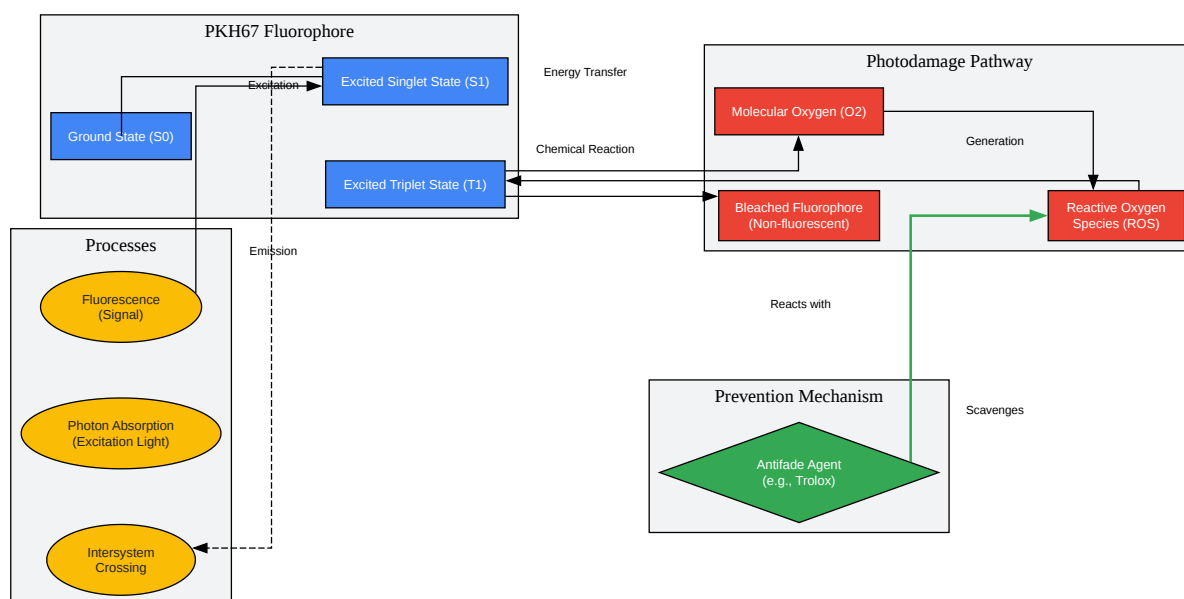 PKH67 Fluorophore
Excitation
Excited Singlet State (S1)
Ground State (S0)
Excited Triplet State (T1)
Energy Transfer
Chemical Reaction
Photodamage Pathway
Molecular Oxygen (O2)
Generation
Bleached Fluorophore
(Non-fluorescent)
Reactive Oxygen
Species (ROS)
Processes
Emission
Fluorescence
(Signal)
Photon Absorption
(Excitation Light)
Intersystem
Crossing
Reacts with
Prevention Mechanism
Scavenges
Antifade Agent
(e.g., Trolox)